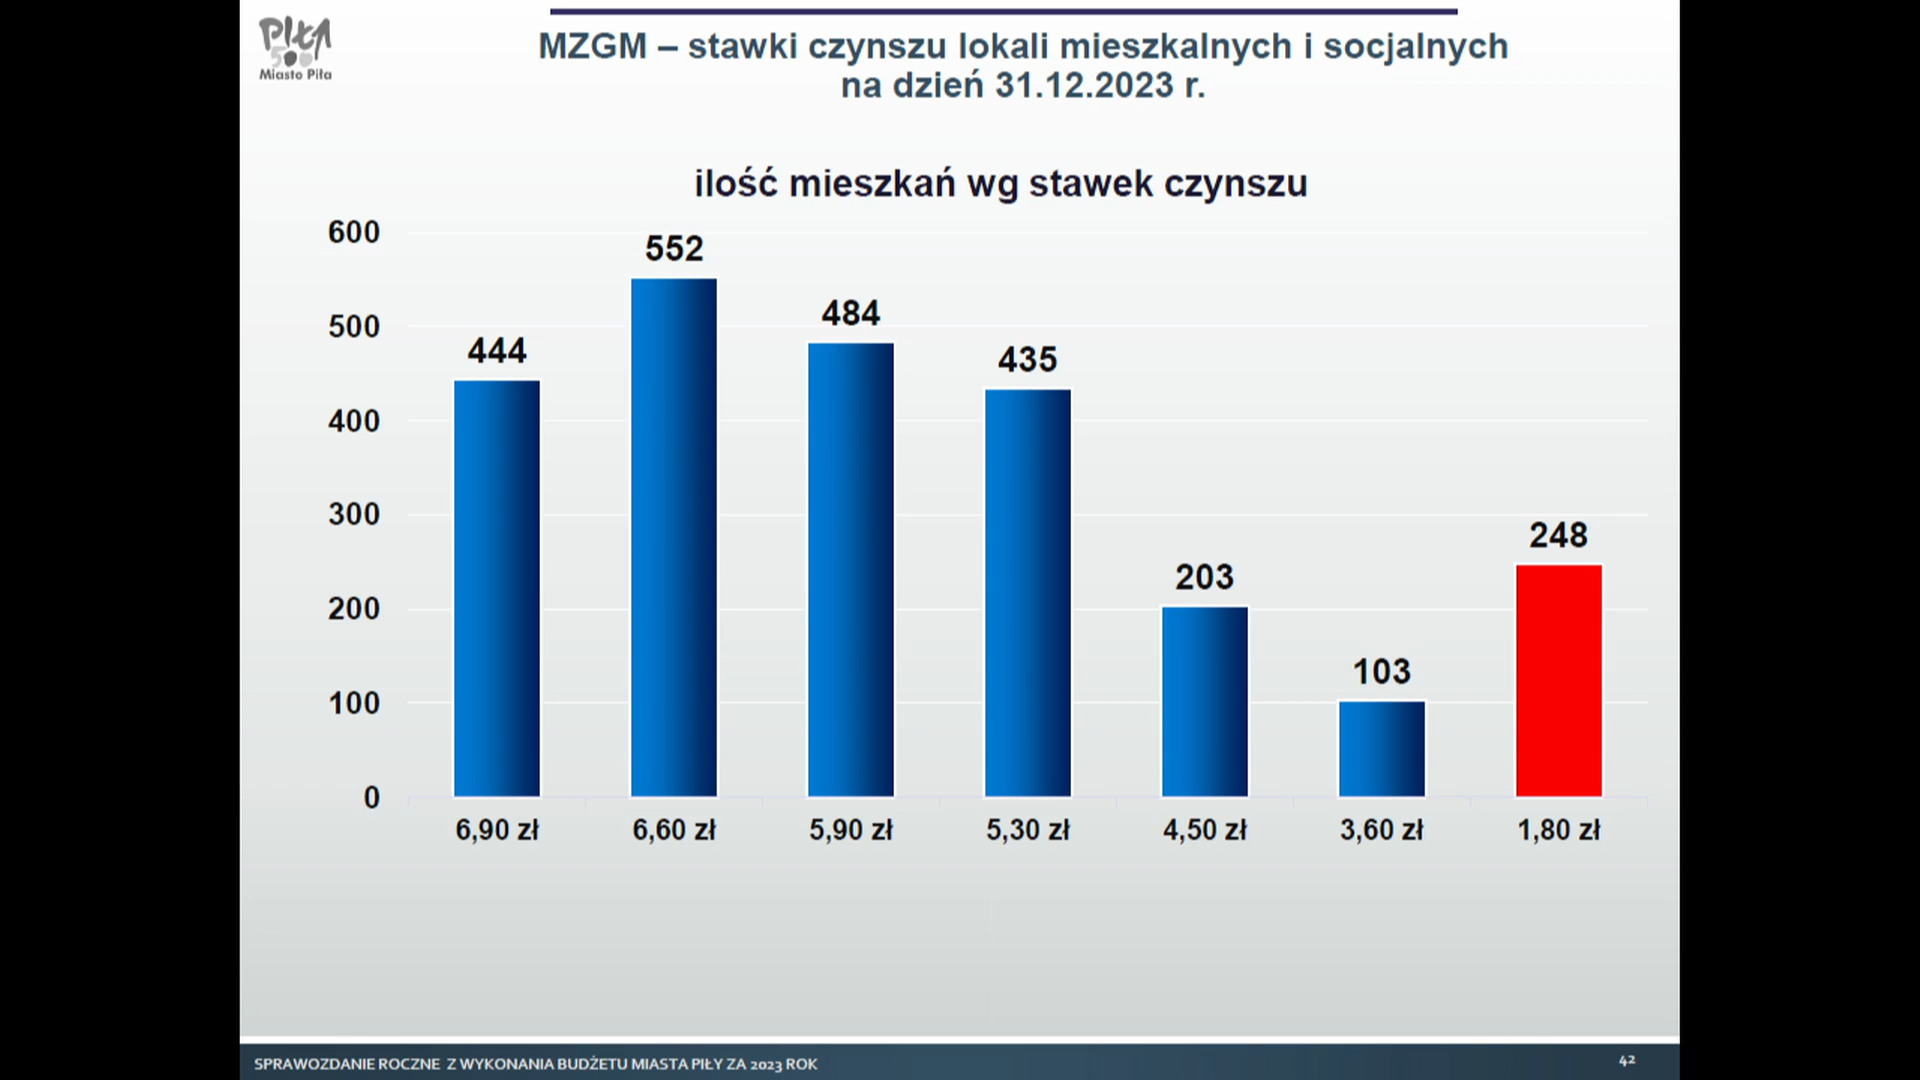 PIŁA
500
Miasto Piła
MZGM – stawki czynszu lokali mieszkalnych i socjalnych
na dzień 31.12.2023 r.
ilość mieszkań wg stawek czynszu
600
500
400
300
200
100
0
444
552
484
435
203
103
248
6,90 zł
6,60 zł
5,90 zł
5,30 zł
4,50 zł
3,60 zł
1,80 zł
SPRAWOZDANIE ROCZNE Z WYKONANIA BUDŻETU MIASTA PIŁY ZA 2023 ROK
42